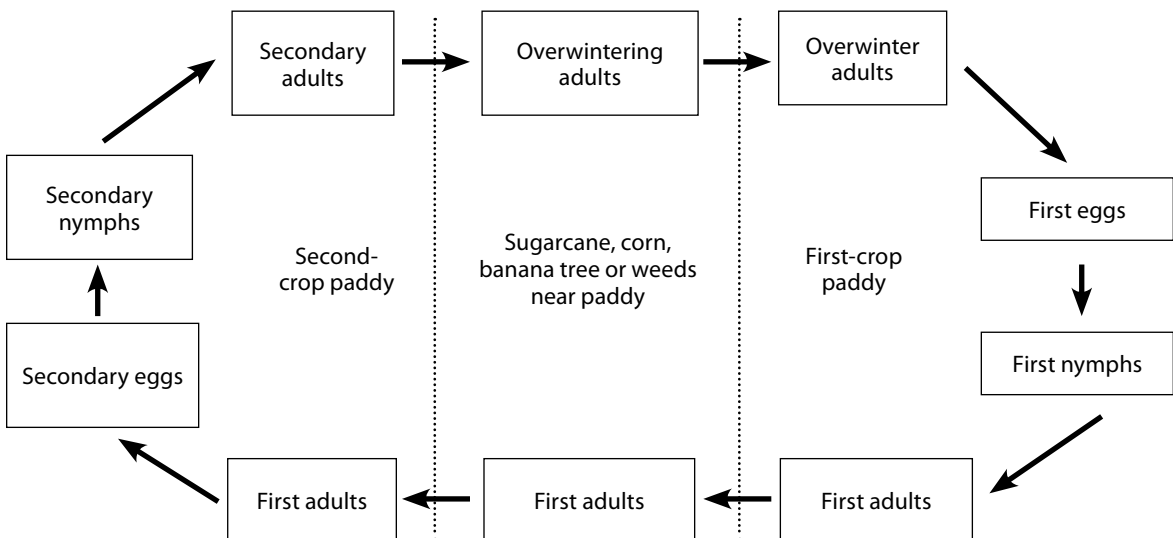 Secondary
adults
Overwintering
adults
Overwinter
adults
Secondary
nymphs
First eggs
Second-
crop paddy
Sugarcane, corn,
banana tree or weeds
near paddy
First-crop
paddy
Secondary eggs
First nymphs
First adults
First adults
First adults